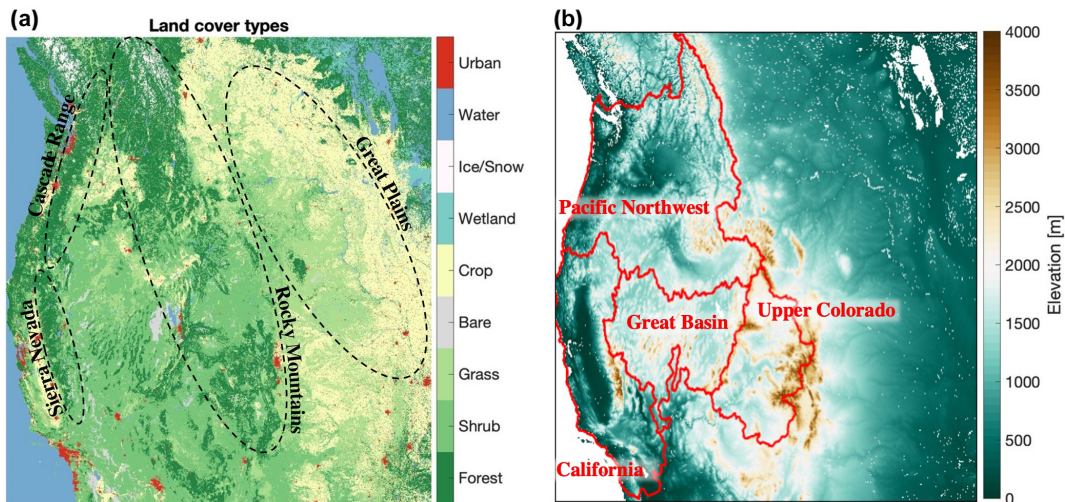 (a)
Land cover types
Cascade Range
Sierra Nevada
Rocky Mountains
Great Plains
Urban
Water
Ice/Snow
Wetland
Crop
Bare
Grass
Shrub
Forest
(b)
Pacific Northwest
Great Basin
Upper Colorado
California
4000
3500
3000
2500
2000
1500
1000
500
0
Elevation [m]